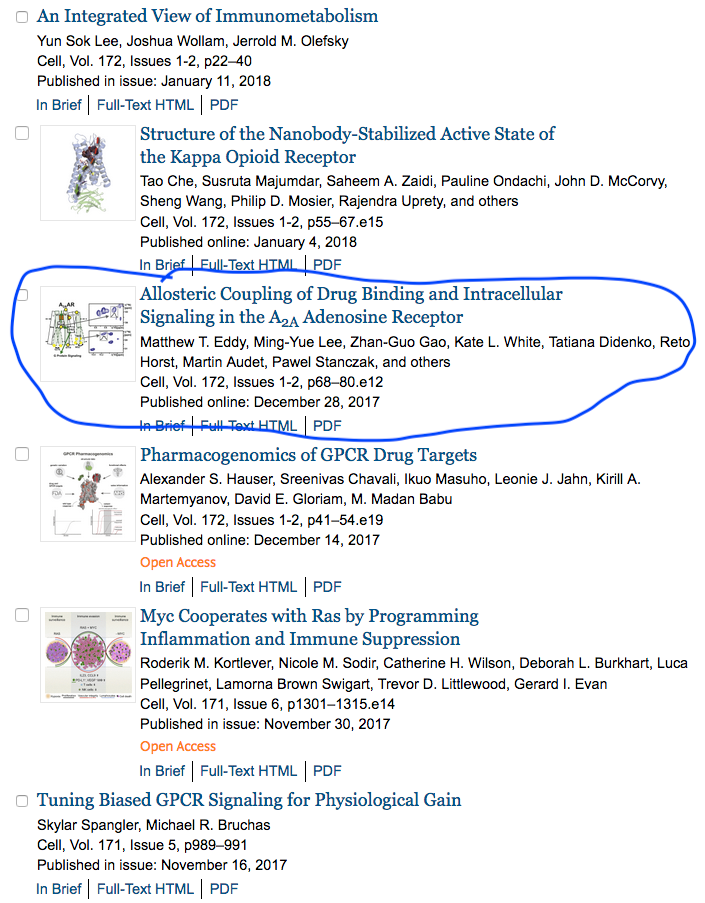 An Integrated View of Immunometabolism
Yun Sok Lee, Joshua Wollam, Jerrold M. Olefsky
Cell, Vol. 172, Issues 1-2, p22–40
Published in issue: January 11, 2018
In Brief | Full-Text HTML | PDF
Structure of the Nanobody-Stabilized Active State of
the Kappa Opioid Receptor
Tao Che, Susruta Majumdar, Saheem A. Zaidi, Pauline Ondachi, John D. McCorvy,
Sheng Wang, Philip D. Mosier, Rajendra Uprety, and others
Cell, Vol. 172, Issues 1-2, p55–67.e15
Published online: January 4, 2018
In Brief | Full-Text HTML | PDF
Allosteric Coupling of Drug Binding and Intracellular
Signaling in the A2A Adenosine Receptor
Matthew T. Eddy, Ming-Yue Lee, Zhan-Guo Gao, Kate L. White, Tatiana Didenko, Reto
Horst, Martin Audet, Pawel Stanczak, and others
Cell, Vol. 172, Issues 1-2, p68–80.e12
Published online: December 28, 2017
In Brief | Full-Text HTML | PDF
GPCR Pharmacogenomics
FDA
Pharmacogenomics of GPCR Drug Targets
Alexander S. Hauser, Sreenivas Chavali, Ikuo Masuho, Leonie J. Jahn, Kirill A.
Martemyanov, David E. Gloriam, M. Madan Babu
Cell, Vol. 172, Issues 1-2, p41–54.e19
Published online: December 14, 2017
Open Access
In Brief | Full-Text HTML | PDF
Myc Cooperates with Ras by Programming
Inflammation and Immune Suppression
Roderik M. Kortlever, Nicole M. Sodir, Catherine H. Wilson, Deborah L. Burkhart, Luca
Pellegrinet, Lamorna Brown Swigart, Trevor D. Littlewood, Gerard I. Evan
Cell, Vol. 171, Issue 6, p1301–1315.e14
Published in issue: November 30, 2017
Open Access
In Brief | Full-Text HTML | PDF
Tuning Biased GPCR Signaling for Physiological Gain
Skylar Spangler, Michael R. Bruchas
Cell, Vol. 171, Issue 5, p989–991
Published in issue: November 16, 2017
In Brief | Full-Text HTML | PDF